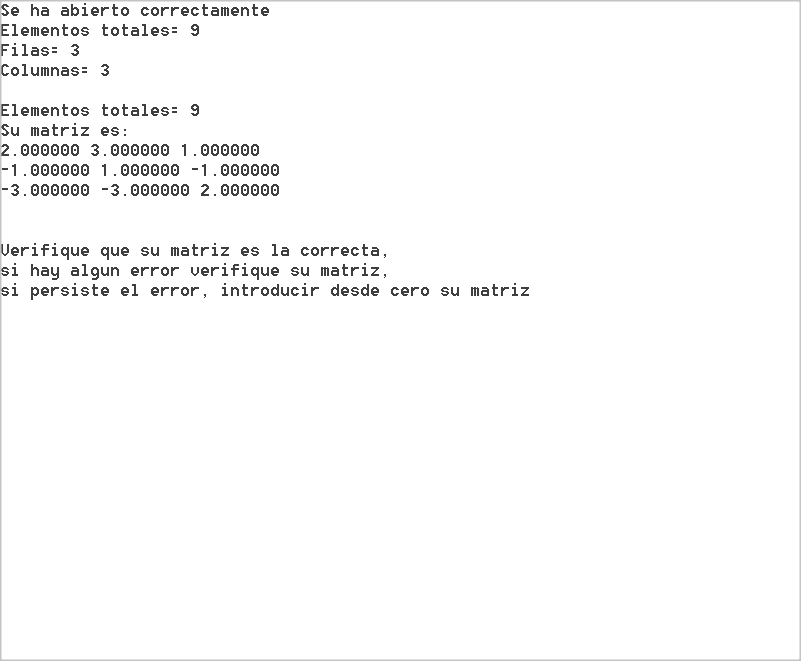 Se ha abierto correctamente
Elementos totales= 9
Filas= 3
Columnas= 3
Elementos totales= 9
Su matriz es:
2.000000 3.000000 1.000000
-1.000000 1.000000 -1.000000
-3.000000 -3.000000 2.000000
Verifique que su matriz es la correcta,
si hay algun error verifique su matriz,
si persiste el error, introducir desde cero su matriz